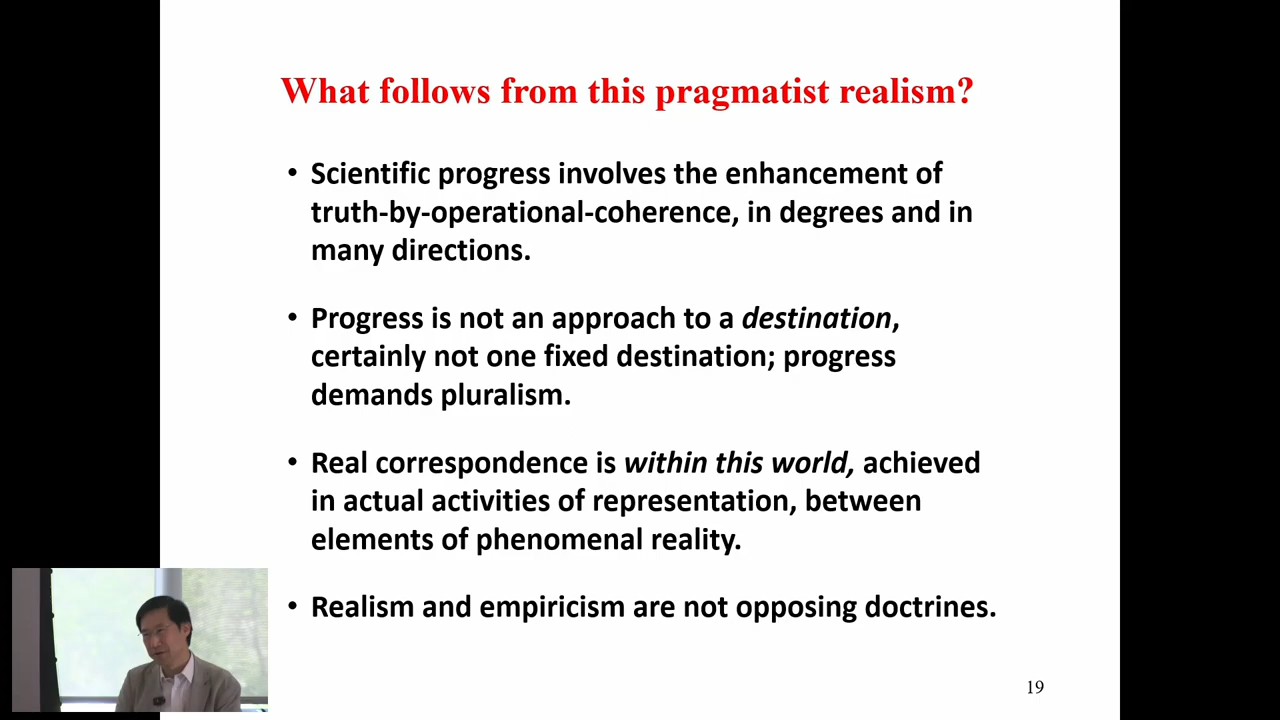 What follows from this pragmatist realism?
• Scientific progress involves the enhancement of
truth-by-operational-coherence, in degrees and in
many directions.
• Progress is not an approach to a destination,
certainly not one fixed destination; progress
demands pluralism.
• Real correspondence is within this world, achieved
in actual activities of representation, between
elements of phenomenal reality.
• Realism and empiricism are not opposing doctrines.
19